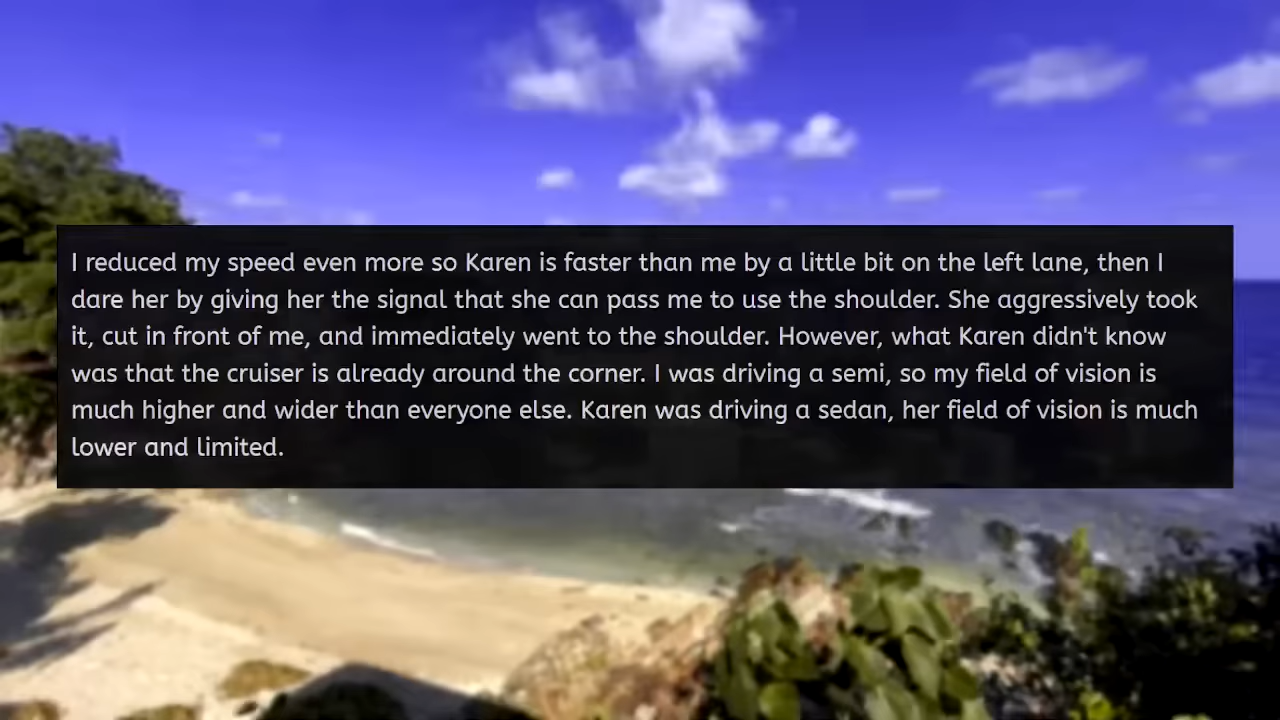 I reduced my speed even more so Karen is faster than me by a little bit on the left lane, then I
dare her by giving her the signal that she can pass me to use the shoulder. She aggressively took
it, cut in front of me, and immediately went to the shoulder. However, what Karen didn't know
was that the cruiser is already around the corner. I was driving a semi, so my field of vision is
much higher and wider than everyone else. Karen was driving a sedan, her field of vision is much
lower and limited.